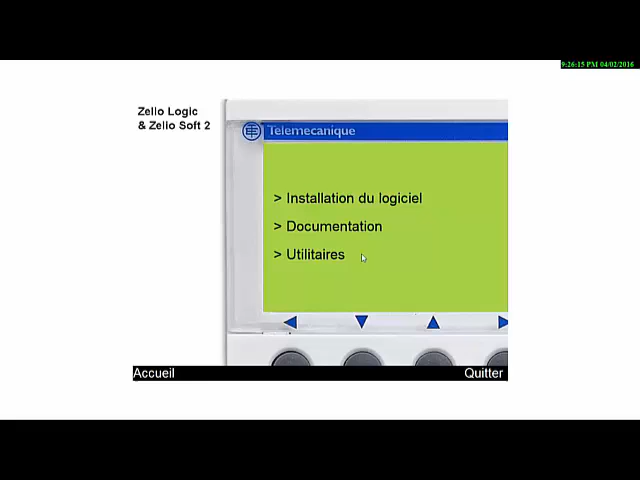 9:26:15 PM 04/02/2016
Zelio Logic
& Zelio Soft 2
Telemecanique
> Installation du logiciel
> Documentation
> Utilitaires
Accueil
Quitter